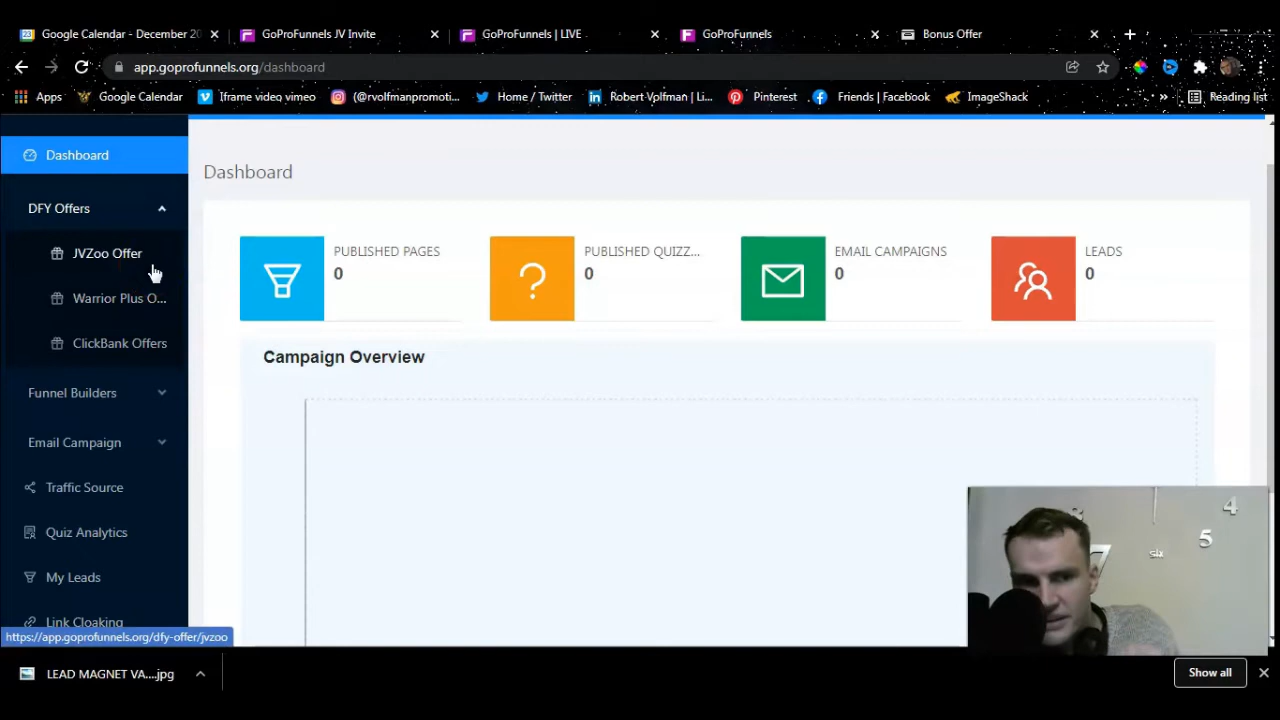 Google Calendar - December 20
GoProFunnels JV Invite
GoProFunnels | LIVE
GoProFunnels
Bonus Offer
app.goprofunnels.org/dashboard
Apps
Google Calendar
Iframe video vimeo
(@rvolfmanpromoti...
Home / Twitter
Robert Volfman | Li...
Pinterest
Friends | Facebook
ImageShack
»
Reading list
Dashboard
DFY Offers
JVZoo Offer
Warrior Plus O...
ClickBank Offers
Funnel Builders
Email Campaign
Traffic Source
Quiz Analytics
My Leads
Link Cloaking
Dashboard
PUBLISHED PAGES
0
PUBLISHED QUIZZ...
0
EMAIL CAMPAIGNS
0
LEADS
0
Campaign Overview
4
5
7
six
https://app.goprofunnels.org/dfy-offer/jvzoo
LEAD MAGNET VA....jpg
Show all